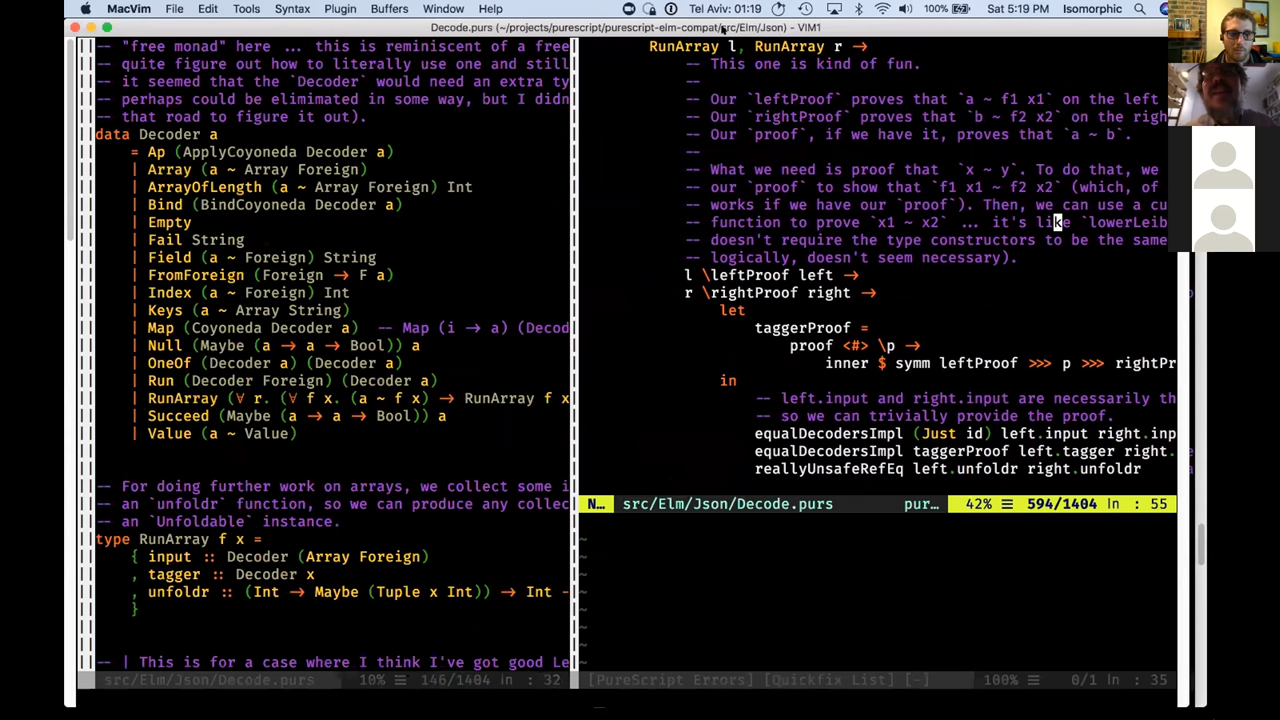 MacVim File Edit Tools Syntax Plugin Buffers Window Help Tel Aviv: 01:19 100% Sat 5:19 PM Isomorphic
Decode.purs (~/projects/purescript/purescript-elm-compat/src/Elm/Json) - VIM1
-- "free monad" here ... this is reminiscent of a free
quite figure out how to literally use one and still
it seemed that the `Decoder` would need an extra ty
-- perhaps could be eliminated in some way, but I didn
-- that road to figure it out).
data Decoder a
= Ap (ApplyCoyoneda Decoder a)
| Array (a ~ Array Foreign)
| ArrayOfLength (a ~ Array Foreign) Int
| Bind (BindCoyoneda Decoder a)
| Empty
| Fail String
| Field (a ~ Foreign) String
| FromForeign (Foreign → F a)
| Index (a ~ Foreign) Int
| Keys (a ~ Array String)
| Map (Coyoneda Decoder a) -- Map (i → a) (Decod
| Null (Maybe (a → a → Bool)) a
| OneOf (Decoder a) (Decoder a)
| Run (Decoder Foreign) (Decoder a)
| RunArray (∀ r. (∀ f x. (a ~ f x) → RunArray f x
| Succeed (Maybe (a → a → Bool)) a
| Value (a ~ Value)
-- For doing further work on arrays, we collect some i
-- an `unfoldr` function, so we can produce any collec
-- an `Unfoldable` instance.
type RunArray f x =
{ input :: Decoder (Array Foreign)
, tagger :: Decoder x
, unfoldr :: (Int → Maybe (Tuple x Int)) → Int -
}
-- | This is for a case where I think I've got good Le
src/Elm/Json/Decode.purs 10% ☰ 146/1404 ln : 32
RunArray l, RunArray r →
-- This one is kind of fun.
--
-- Our `leftProof` proves that `a ~ f1 x1` on the left
-- Our `rightProof` proves that `b ~ f2 x2` on the righ
-- Our `proof`, if we have it, proves that `a ~ b`.
--
-- What we need is proof that `x ~ y`. To do that, we
-- our `proof` to show that `f1 x1 ~ f2 x2` (which, of
-- works if we have our `proof`). Then, we can use a cu
-- function to prove `x1 ~ x2` ... it's like `lowerLeib
-- doesn't require the type constructors to be the same
-- logically, doesn't seem necessary).
l \leftProof left →
r \rightProof right →
let
taggerProof =
proof <#> \p →
inner $ symm leftProof >>> p >>> rightPr
in
-- left.input and right.input are necessarily th
-- so we can trivially provide the proof.
equalDecodersImpl (Just id) left.input right.inp
equalDecodersImpl taggerProof left.tagger right.
reallyUnsafeRefEq left.unfoldr right.unfoldr
N… src/Elm/Json/Decode.purs pur… 42% ☰ 594/1404 ln : 55
~
~
~
~
~
~
~
~
[PureScript Errors] [Quickfix List] [-] 100% ☰ 0/1 ln : 35